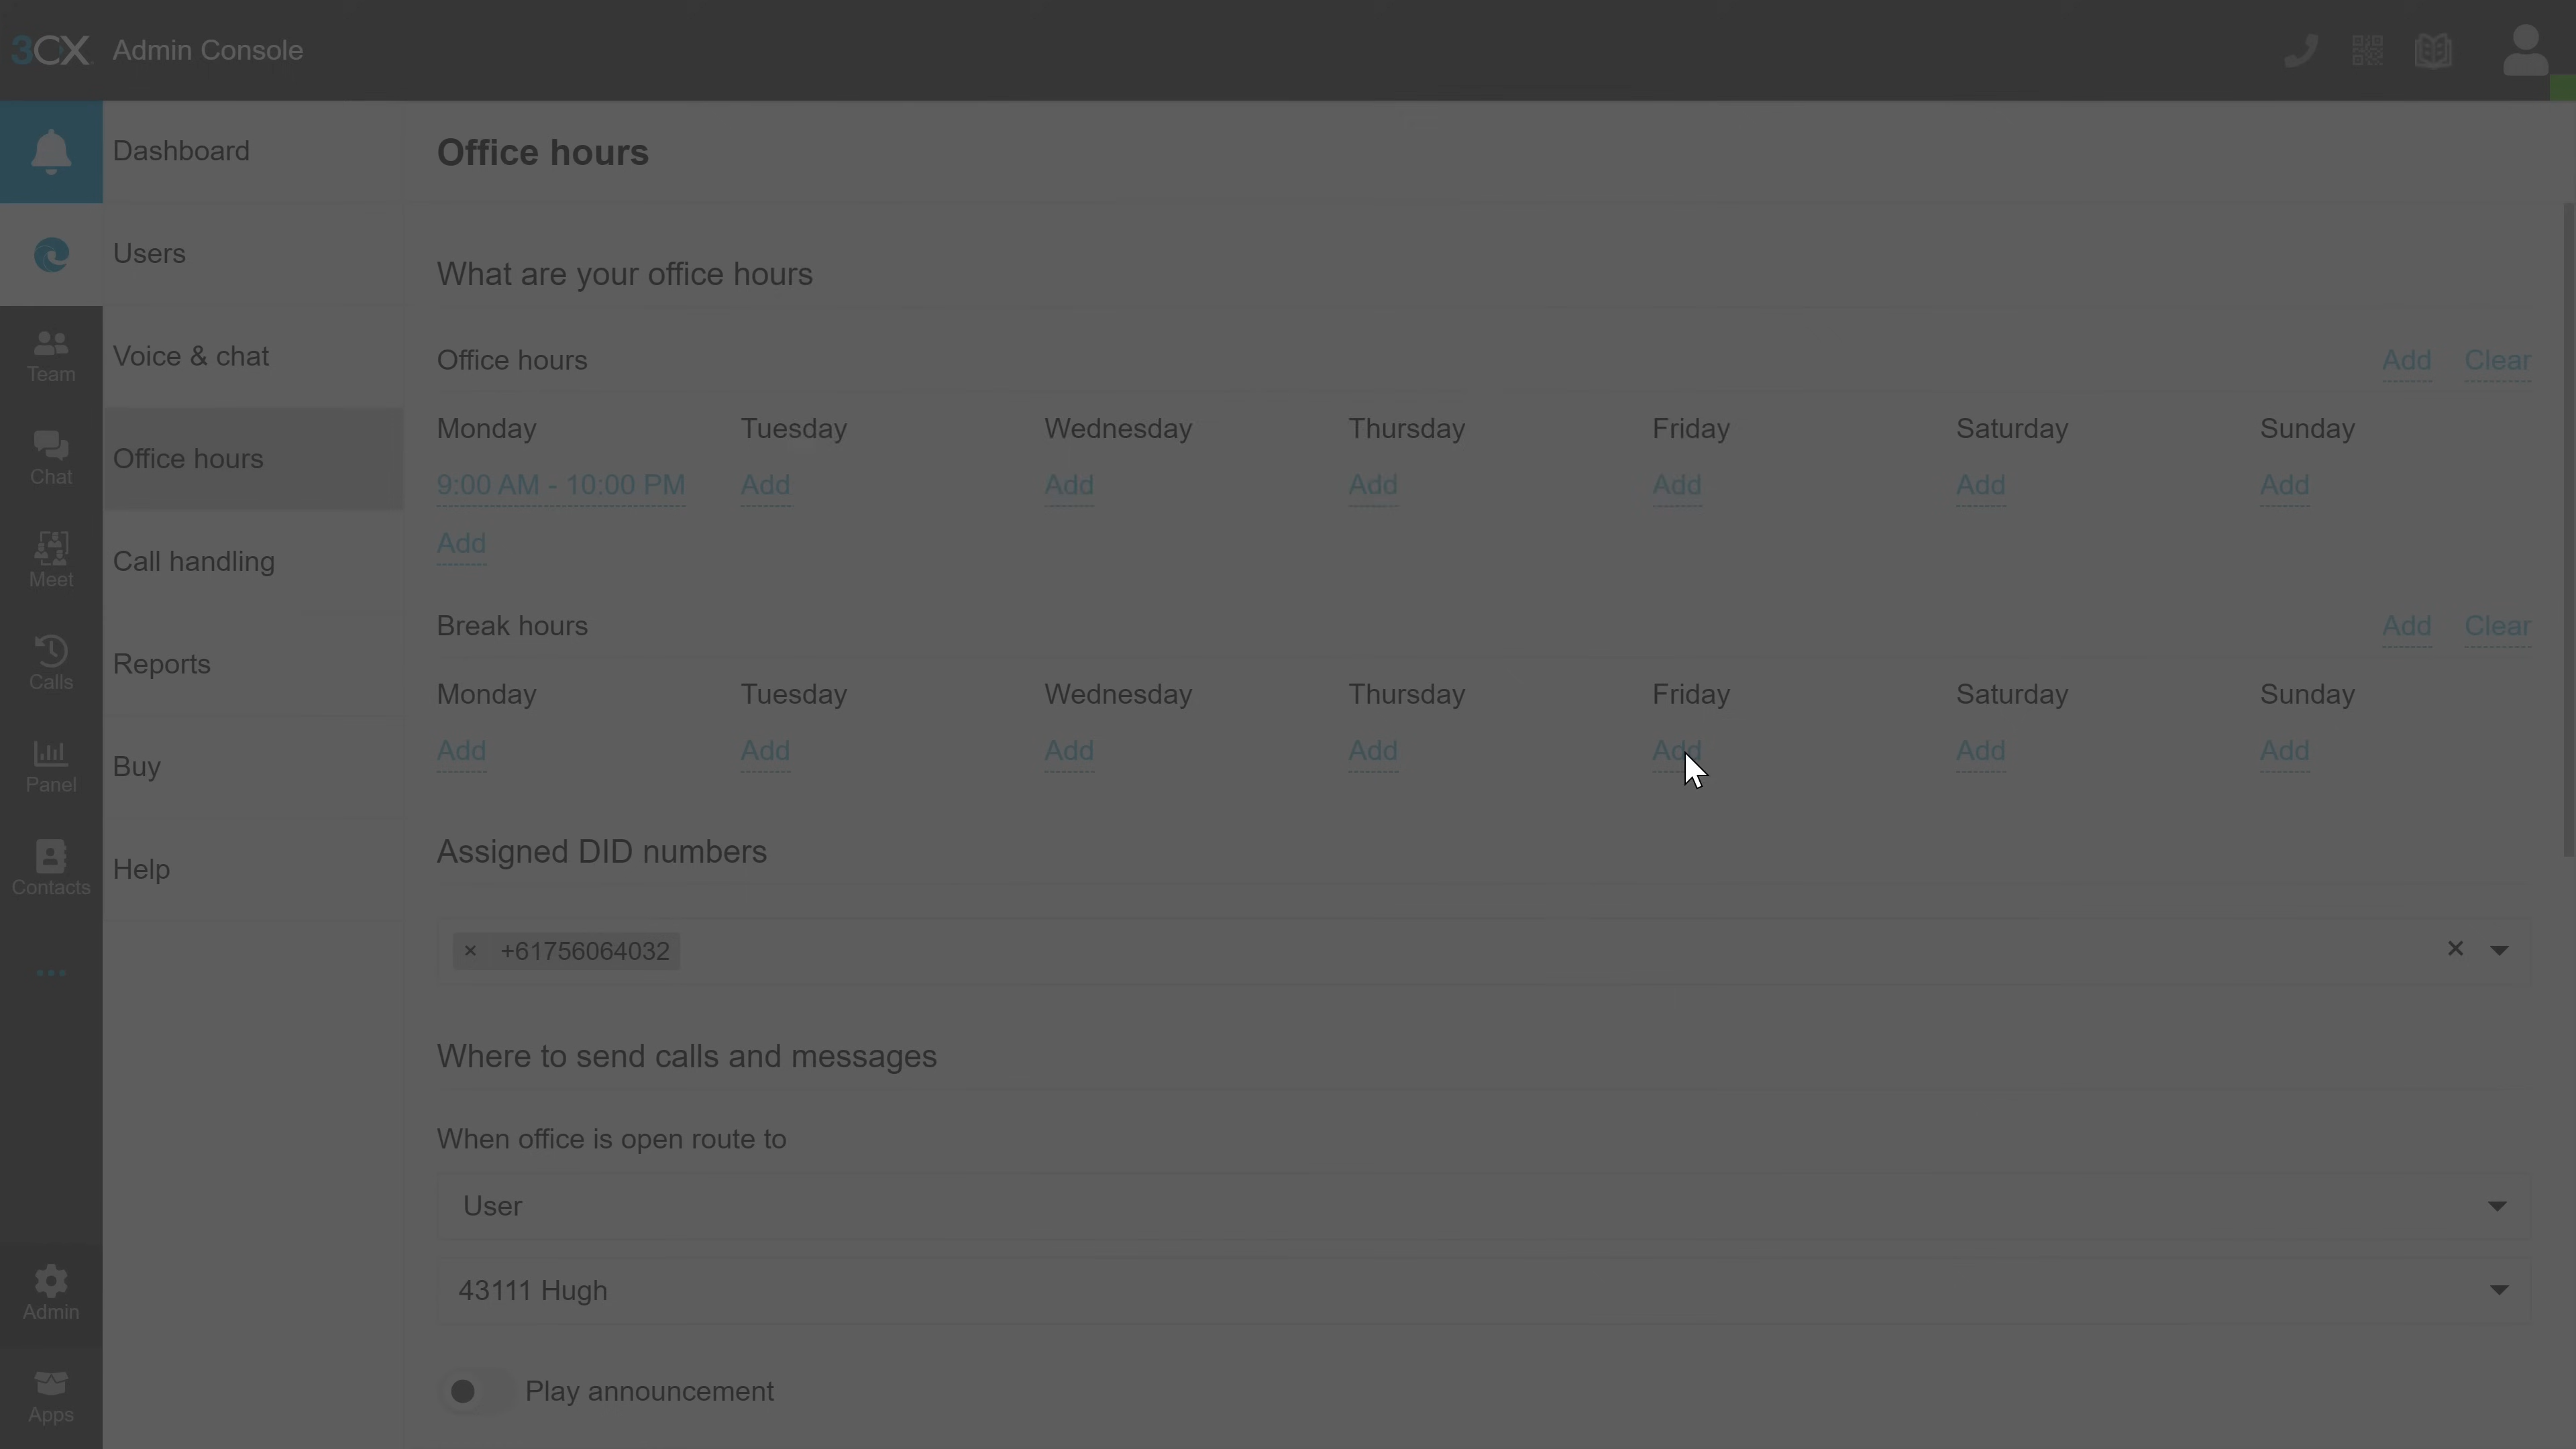 3CX Admin Console
Dashboard
Users
Voice & chat
Office hours
Call handling
Reports
Buy
Help
Team
Chat
Meet
Calls
Panel
Contacts
Admin
Apps
Office hours
What are your office hours
Office hours Add Clear
Monday Tuesday Wednesday Thursday Friday Saturday Sunday
9:00 AM - 10:00 PM Add Add Add Add Add Add
Add
Break hours Add Clear
Monday Tuesday Wednesday Thursday Friday Saturday Sunday
Add Add Add Add Add Add Add
Assigned DID numbers
× +61756064032 ×
Where to send calls and messages
When office is open route to
User
43111 Hugh
Play announcement